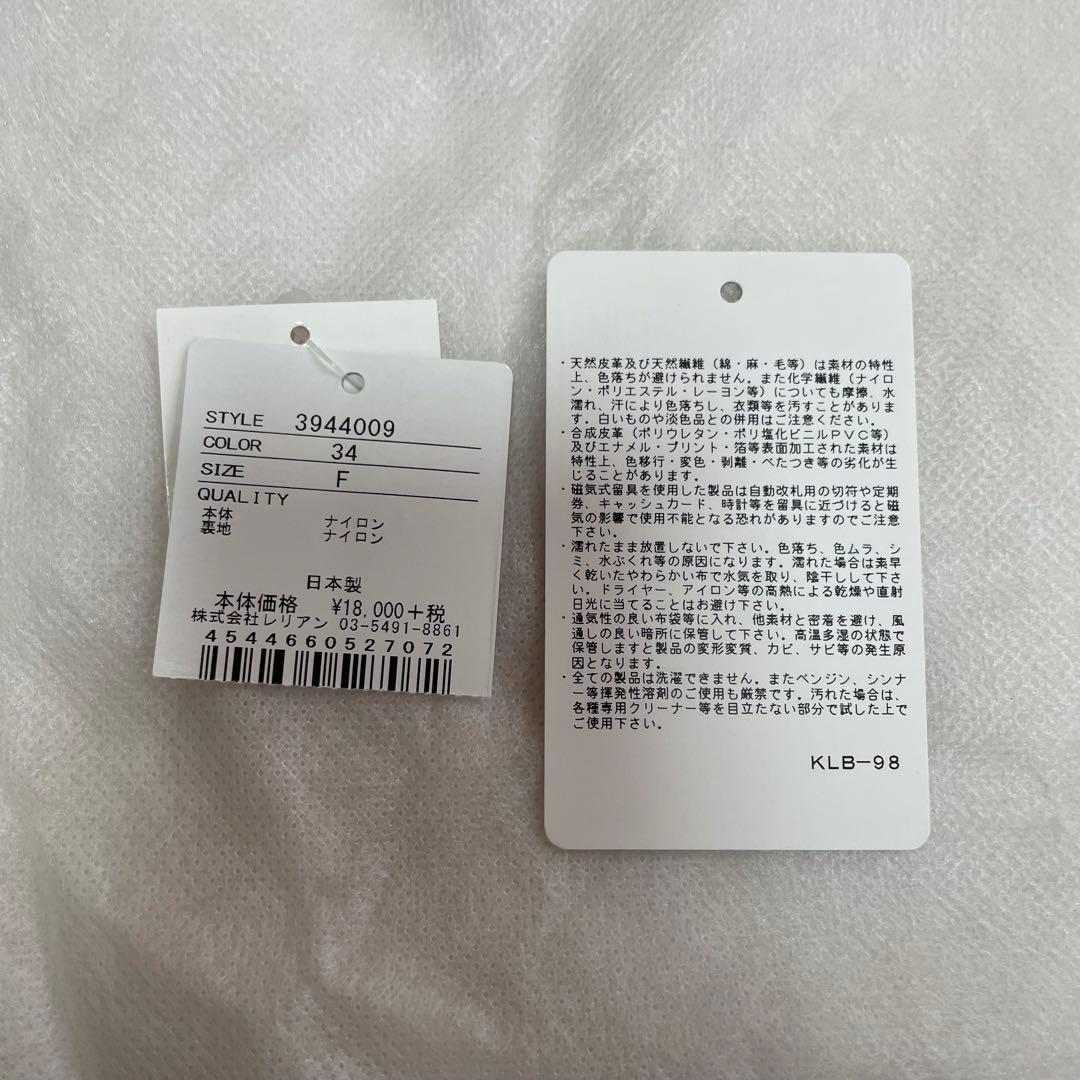 STYLE 3944009
COLOR 34
SIZE F
QUALITY
本体 ナイロン
裏地 ナイロン
日本製
本体価格 ¥18,000+税
株式会社レリアン 03-5491-8861
4544660527072
・天然皮革及び天然繊維（綿・麻・毛等）は素材の特性
上、色落ちが避けられません。また化学繊維（ナイロ
ン・ポリエステル・レーヨン等）についても摩擦、水
濡れ、汗により色落ちし、衣類等を汚すことがありま
す。白いものや淡色品との併用はご注意ください。
・合成皮革（ポリウレタン・ポリ塩化ビニルＰＶＣ等）
及びエナメル・プリント・箔等表面加工された素材は
特性上、色移行・変色・剥離・べたつき等の劣化が生
じることがあります。
・磁気式留具を使用した製品は自動改札用の切符や定期
券、キャッシュカード、時計等を留具に近づけると磁
気の影響で使用不能となる恐れがありますのでご注意
下さい。
・濡れたまま放置しないで下さい。色落ち、色ムラ、シ
ミ、水ぶくれ等の原因になります。濡れた場合は素早
く乾いたやわらかい布で水気を取り、陰干しして下さ
い。ドライヤー、アイロン等の高熱による乾燥や直射
日光に当てることはお避け下さい。
・通気性の良い布袋等に入れ、他素材と密着を避け、風
通しの良い暗所に保管して下さい。高温多湿の状態で
保管しますと製品の変形変質、カビ、サビ等の発生原
因となります。
・全ての製品は洗濯できません。またベンジン、シンナ
ー等揮発性溶剤のご使用も厳禁です。汚れた場合は、
各種専用クリーナー等を目立たない部分で試した上で
ご使用下さい。
KLB-98